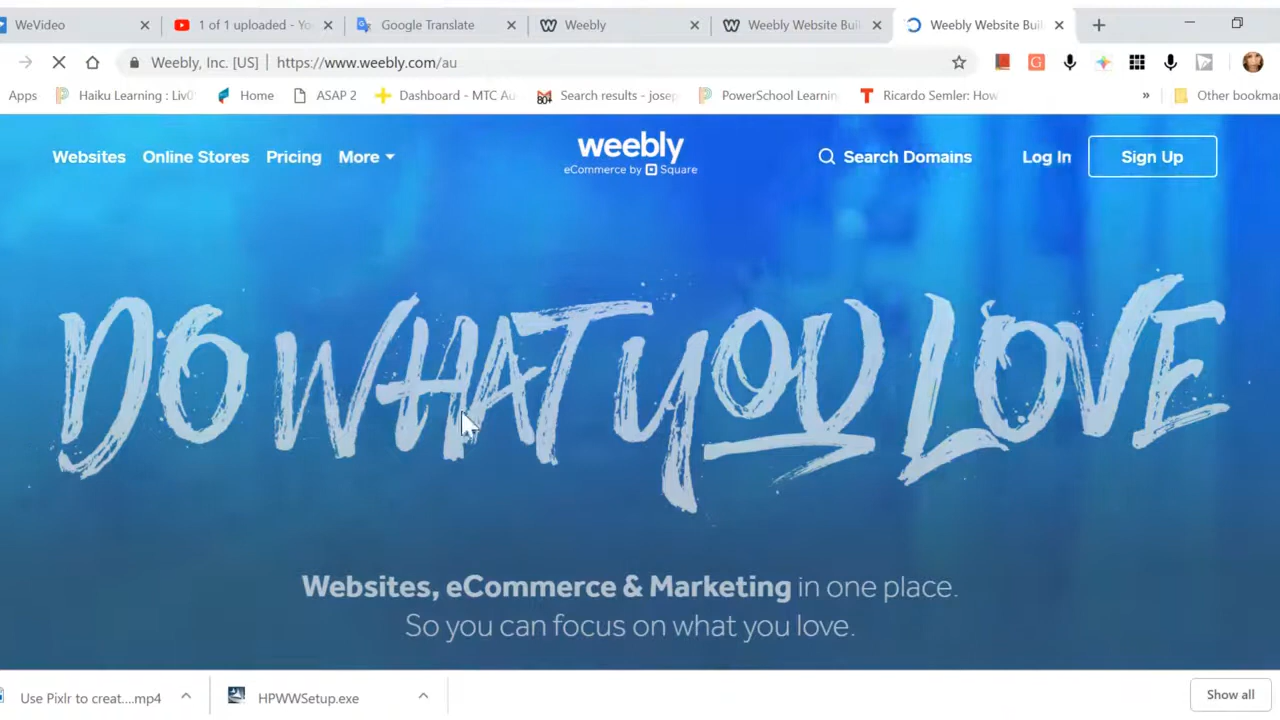 WeVideo
1 of 1 uploaded - Yo
Google Translate
Weebly
Weebly Website Buil
Weebly Website Buil
Weebly, Inc. [US] | https://www.weebly.com/au
Apps
Haiku Learning : Liv0
Home
ASAP 2
Dashboard - MTC Au
804
Search results - josep
PowerSchool Learnin
Ricardo Semler: How
»
Other bookmar
Websites
Online Stores
Pricing
More
weebly
eCommerce by Square
Search Domains
Log In
Sign Up
DO WHAT YOU LOVE
Websites, eCommerce & Marketing in one place.
So you can focus on what you love.
Use Pixlr to creat....mp4
HPWWSetup.exe
Show all